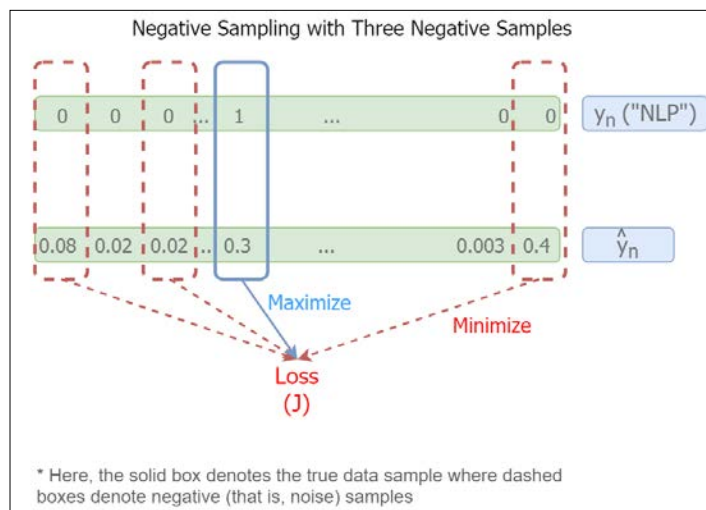 Negative Sampling with Three Negative Samples
0 0 0 ... 1 ... 0 0 yn ("NLP")
0.08 0.02 0.02 .. 0.3 ... 0.003 0.4 ŷn
Maximize
Minimize
Loss
(J)
* Here, the solid box denotes the true data sample where dashed
boxes denote negative (that is, noise) samples